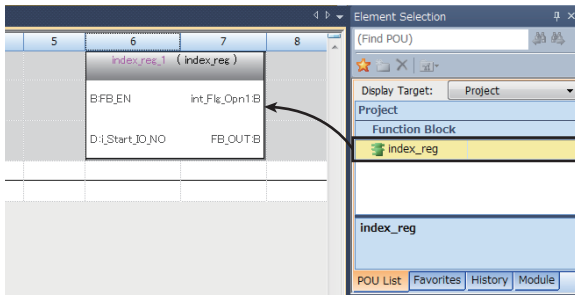 Element Selection
(Find POU)
5 6 7 8
index_reg_1 ( index_reg )
B:FB_EN int_Flg_Opn1:B
D:i_Start_IO_NO FB_OUT:B
Display Target: Project
Project
Function Block
index_reg
index_reg
POU List Favorites History Module